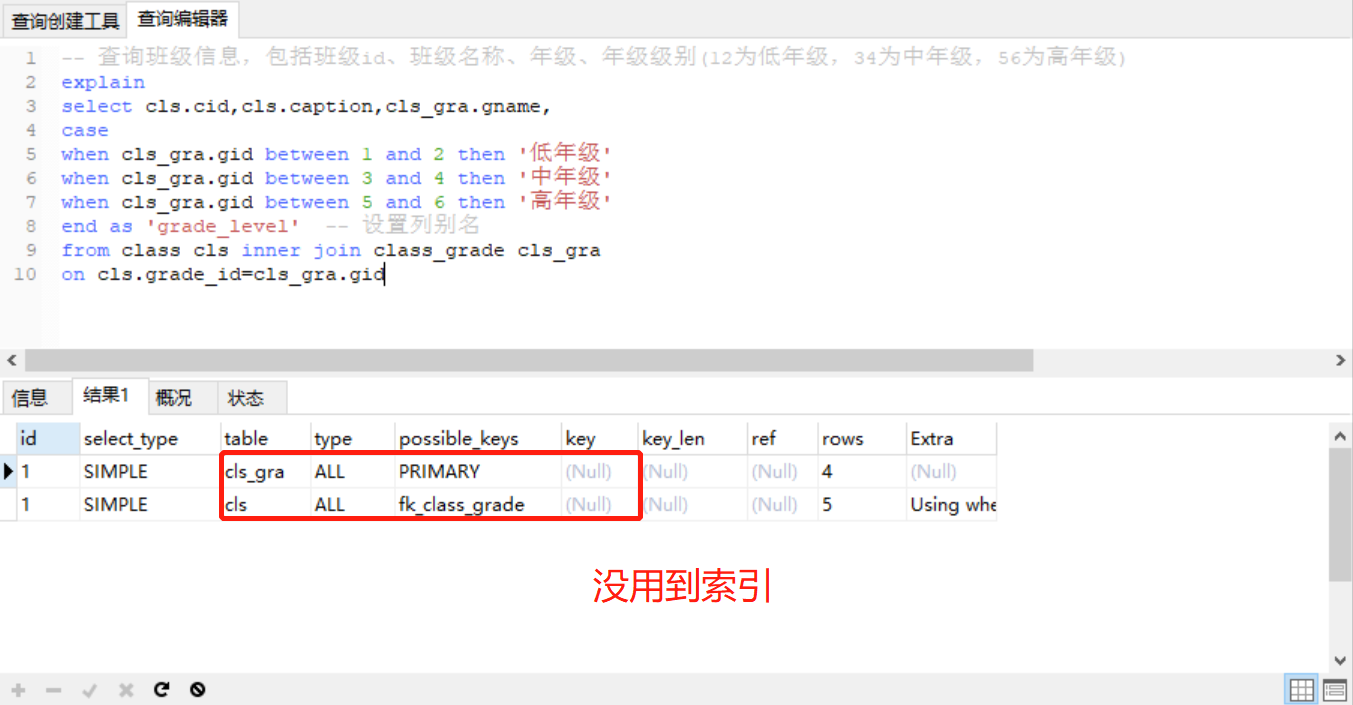 查询创建工具 查询编辑器
1 -- 查询班级信息，包括班级id、班级名称、年级、年级级别(12为低年级，34为中年级，56为高年级)
2 explain
3 select cls.cid,cls.caption,cls_gra.gname,
4 case
5 when cls_gra.gid between 1 and 2 then '低年级'
6 when cls_gra.gid between 3 and 4 then '中年级'
7 when cls_gra.gid between 5 and 6 then '高年级'
8 end as 'grade_level' -- 设置列别名
9 from class cls inner join class_grade cls_gra
10 on cls.grade_id=cls_gra.gid
信息 结果1 概况 状态
id select_type table type possible_keys key key_len ref rows Extra
1 SIMPLE cls_gra ALL PRIMARY (Null) (Null) (Null) 4 (Null)
1 SIMPLE cls ALL fk_class_grade (Null) (Null) (Null) 5 Using whe
没用到索引